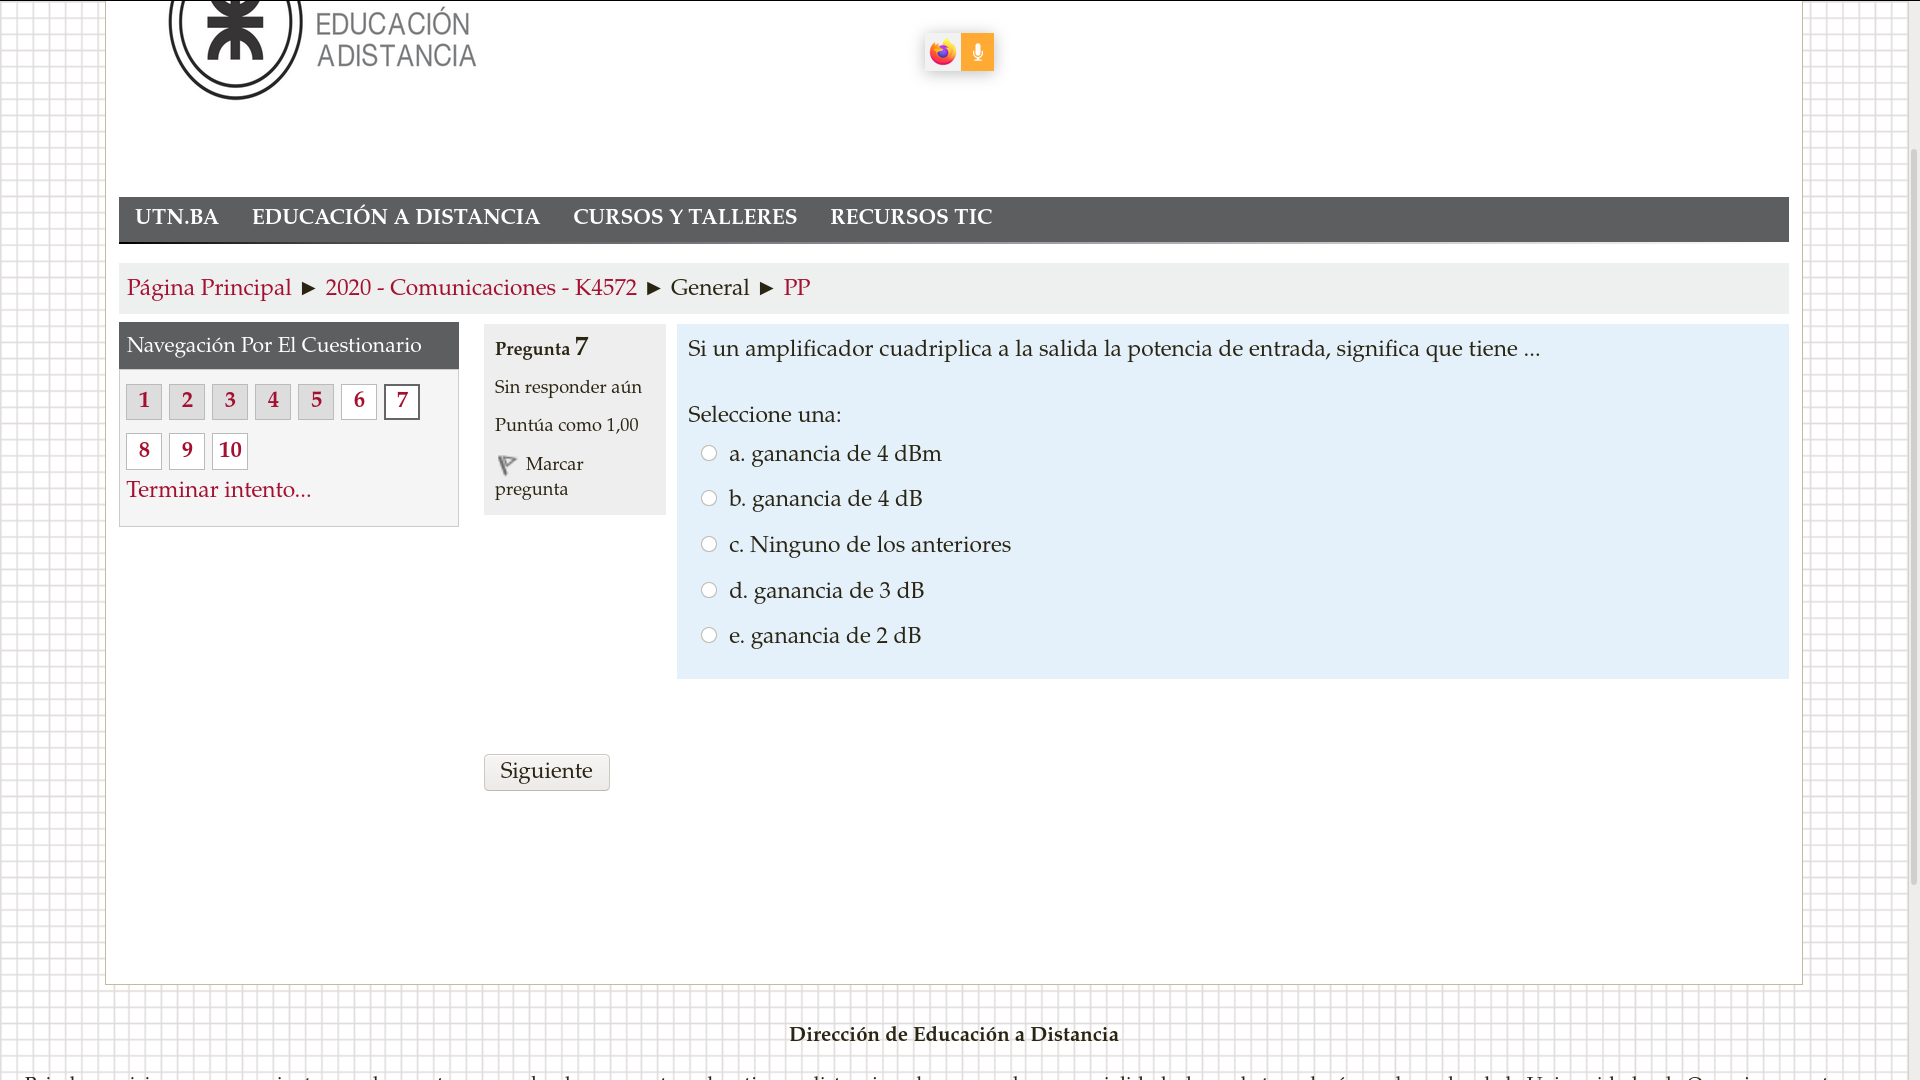 EDUCACIÓN
A DISTANCIA
UTN.BA EDUCACIÓN A DISTANCIA CURSOS Y TALLERES RECURSOS TIC
Página Principal ► 2020 - Comunicaciones - K4572 ► General ► PP
Navegación Por El Cuestionario
1 2 3 4 5 6 7
8 9 10
Terminar intento...
Pregunta 7
Sin responder aún
Puntúa como 1,00
Marcar
pregunta
Si un amplificador cuadriplica a la salida la potencia de entrada, significa que tiene ...
Seleccione una:
a. ganancia de 4 dBm
b. ganancia de 4 dB
c. Ninguno de los anteriores
d. ganancia de 3 dB
e. ganancia de 2 dB
Siguiente
Dirección de Educación a Distancia